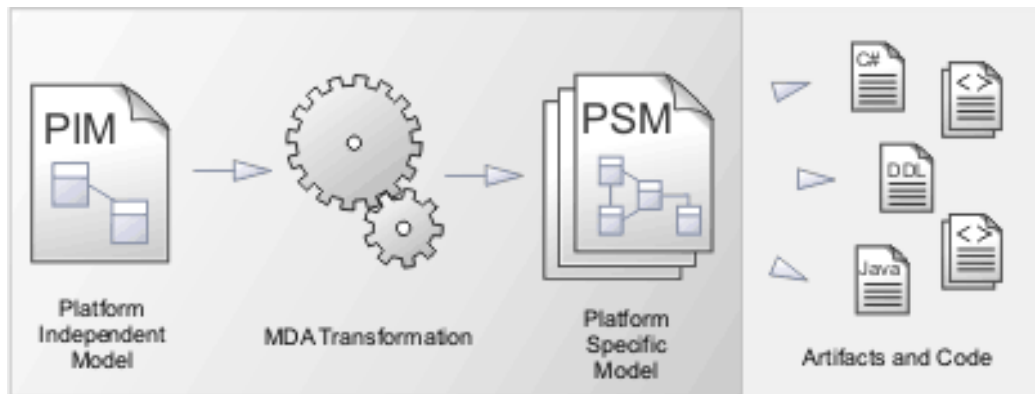 PIM
Platform
Independent
Model
MDA Transformation
PSM
Platform
Specific
Model
C#
< >
DDL
< >
Java
Artifacts and Code